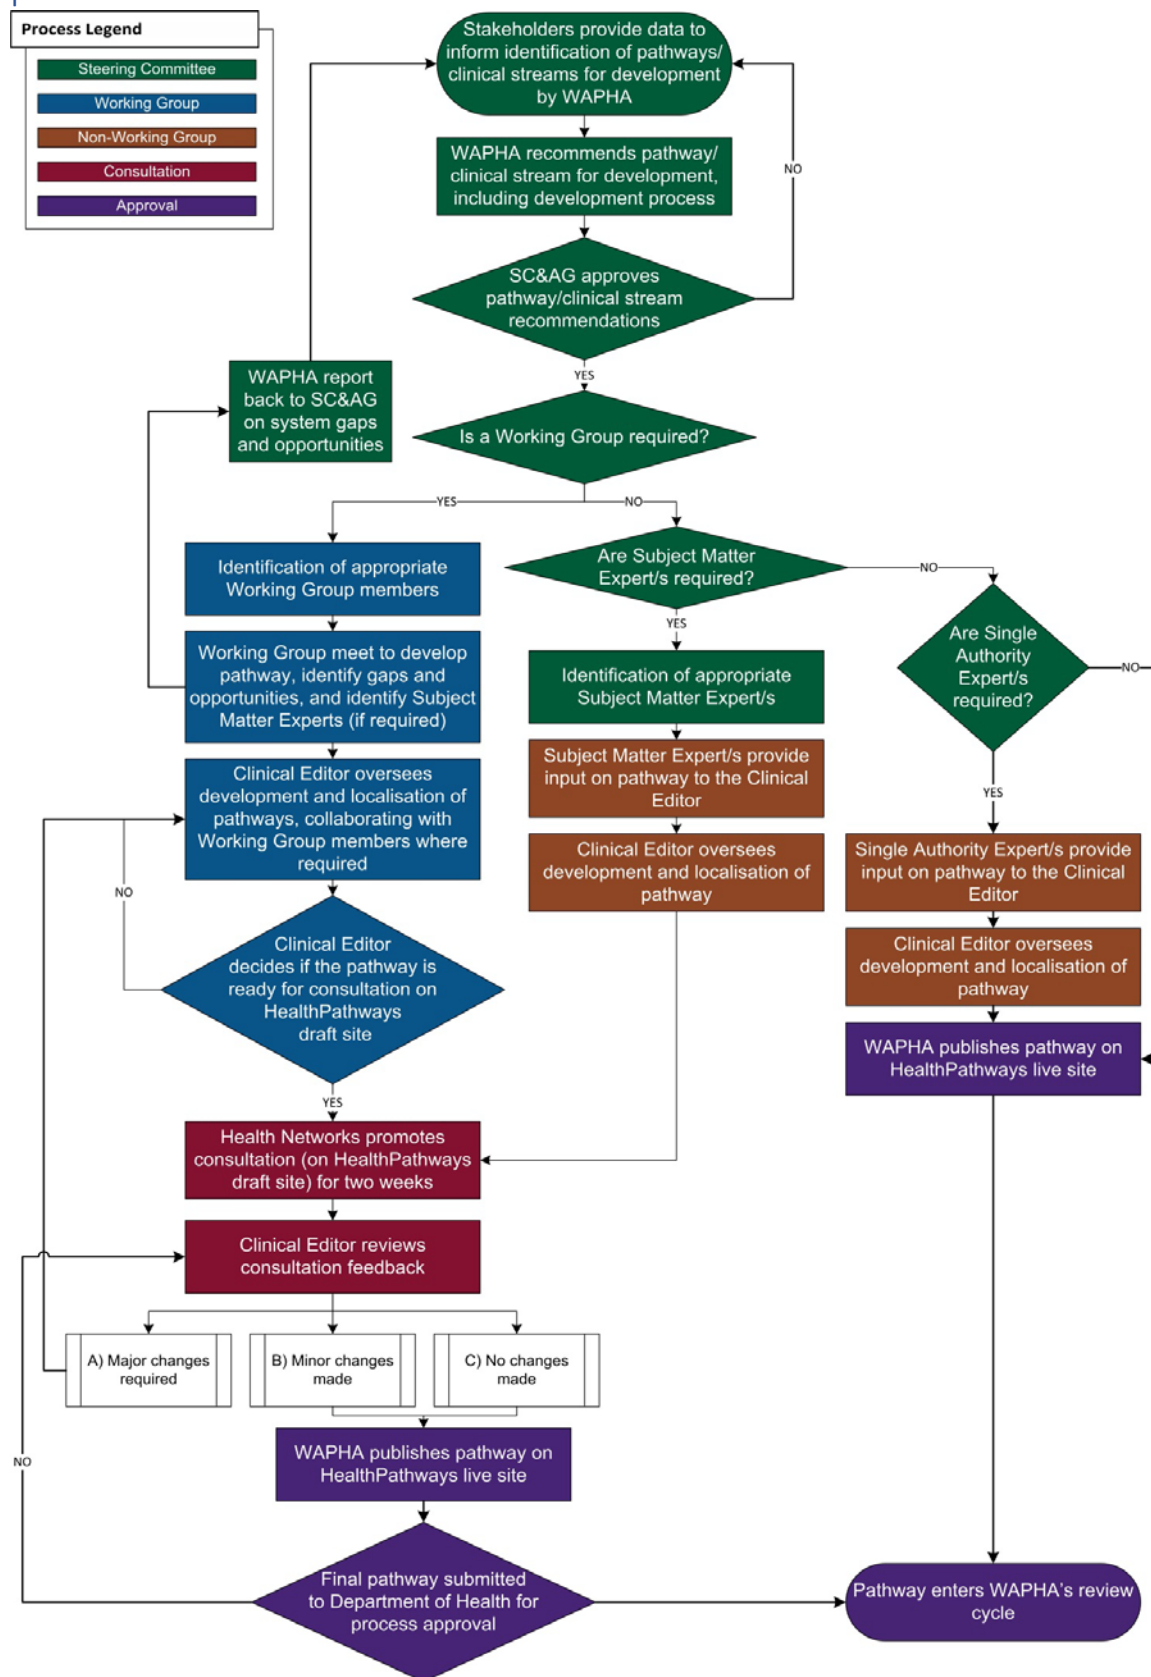 Process Legend
Steering Committee
Working Group
Non-Working Group
Consultation
Approval
Stakeholders provide data to
inform identification of pathways/
clinical streams for development
by WAPHA
WAPHA recommends pathway/
clinical stream for development,
including development process
NO
SC&AG approves
pathway/clinical stream
recommendations
YES
WAPHA report
back to SC&AG
on system gaps
and opportunities
Is a Working Group required?
YES
NO
Identification of appropriate
Working Group members
Are Subject Matter
Expert/s required?
NO
YES
Working Group meet to develop
pathway, identify gaps and
opportunities, and identify Subject
Matter Experts (if required)
Identification of appropriate
Subject Matter Expert/s
Are Single
Authority
Expert/s
required?
NO
YES
Clinical Editor oversees
development and localisation of
pathways, collaborating with
Working Group members where
required
Subject Matter Expert/s provide
input on pathway to the Clinical
Editor
Clinical Editor oversees
development and localisation of
pathway
Single Authority Expert/s provide
input on pathway to the Clinical
Editor
NO
Clinical Editor
decides if the pathway is
ready for consultation on
HealthPathways
draft site
Clinical Editor oversees
development and localisation of
pathway
WAPHA publishes pathway on
HealthPathways live site
YES
Health Networks promotes
consultation (on HealthPathways
draft site) for two weeks
Clinical Editor reviews
consultation feedback
A) Major changes
required
B) Minor changes
made
C) No changes
made
NO
WAPHA publishes pathway on
HealthPathways live site
Final pathway submitted
to Department of Health for
process approval
Pathway enters WAPHA's review
cycle